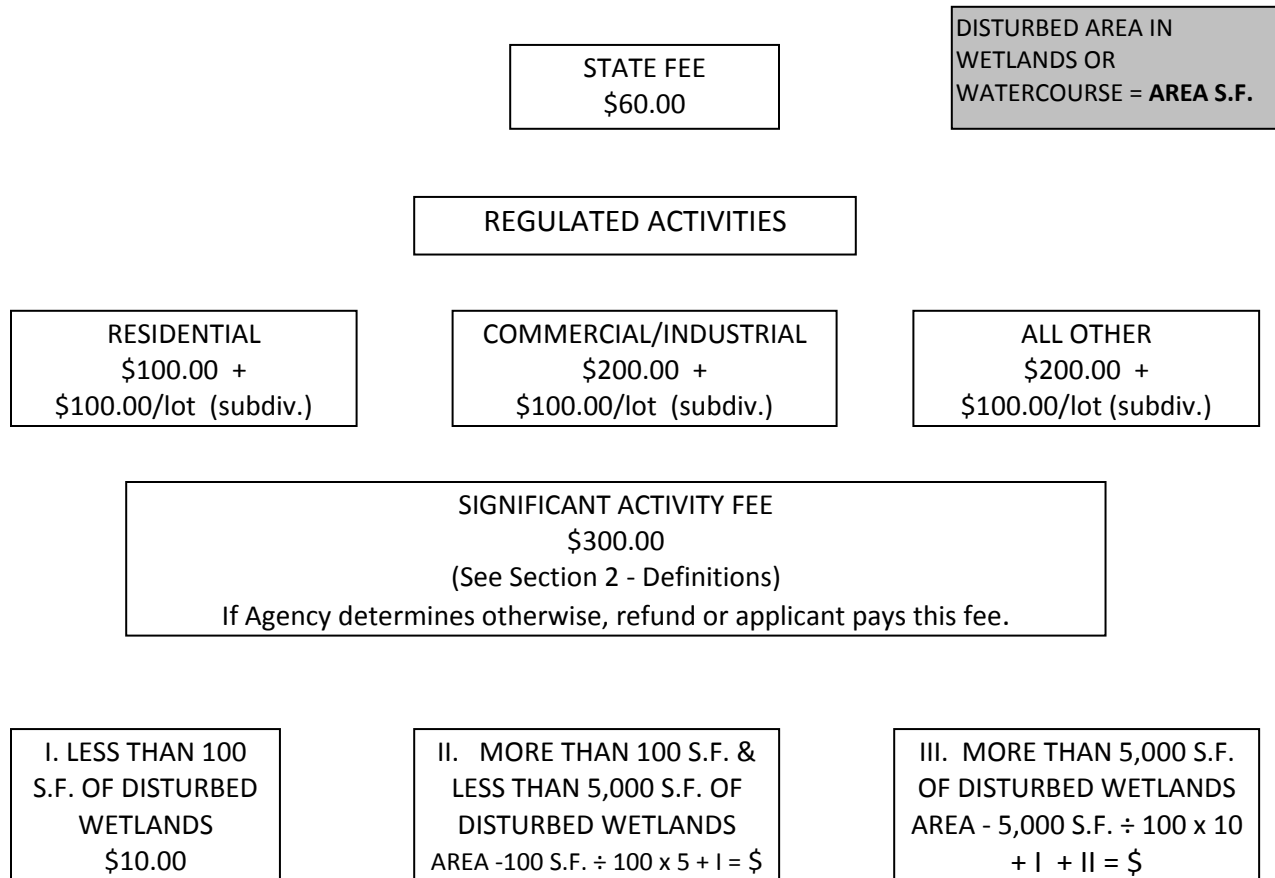 STATE FEE
$60.00
DISTURBED AREA IN
WETLANDS OR
WATERCOURSE = AREA S.F.
REGULATED ACTIVITIES
RESIDENTIAL
$100.00 +
$100.00/lot (subdiv.)
COMMERCIAL/INDUSTRIAL
$200.00 +
$100.00/lot (subdiv.)
ALL OTHER
$200.00 +
$100.00/lot (subdiv.)
SIGNIFICANT ACTIVITY FEE
$300.00
(See Section 2 - Definitions)
If Agency determines otherwise, refund or applicant pays this fee.
I. LESS THAN 100
S.F. OF DISTURBED
WETLANDS
$10.00
II. MORE THAN 100 S.F. &
LESS THAN 5,000 S.F. OF
DISTURBED WETLANDS
AREA -100 S.F. ÷ 100 x 5 + I = $
III. MORE THAN 5,000 S.F.
OF DISTURBED WETLANDS
AREA - 5,000 S.F. ÷ 100 x 10
+ I + II = $